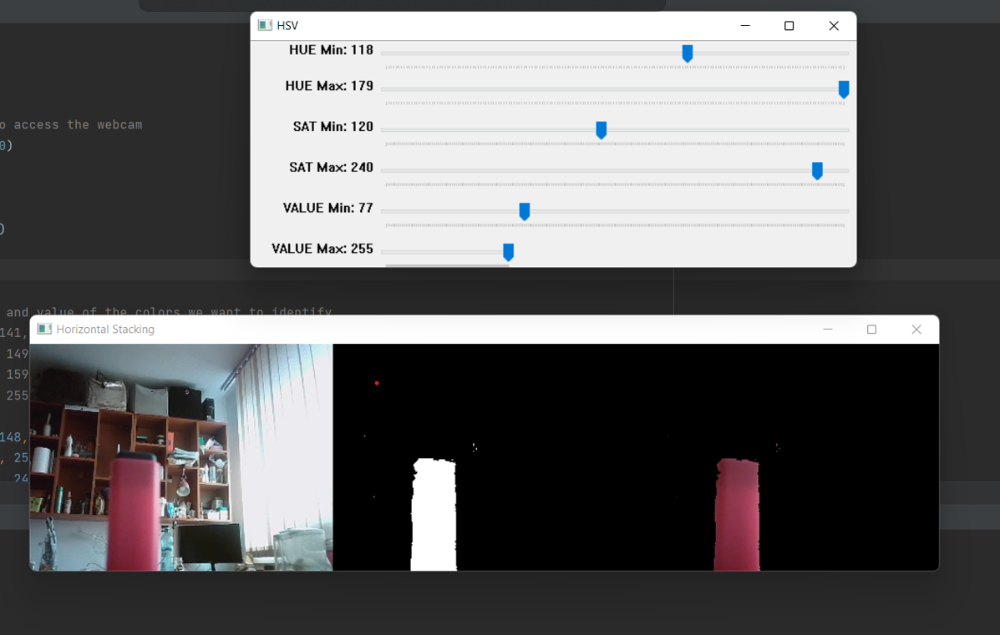 HSV
HUE Min: 118
HUE Max: 179
o access the webcam
SAT Min: 120
0)
SAT Max: 240
VALUE Min: 77
)
VALUE Max: 255
and value of the colors we want to identify
141,
Horizontal Stacking
149
159
255
148,
, 25
24